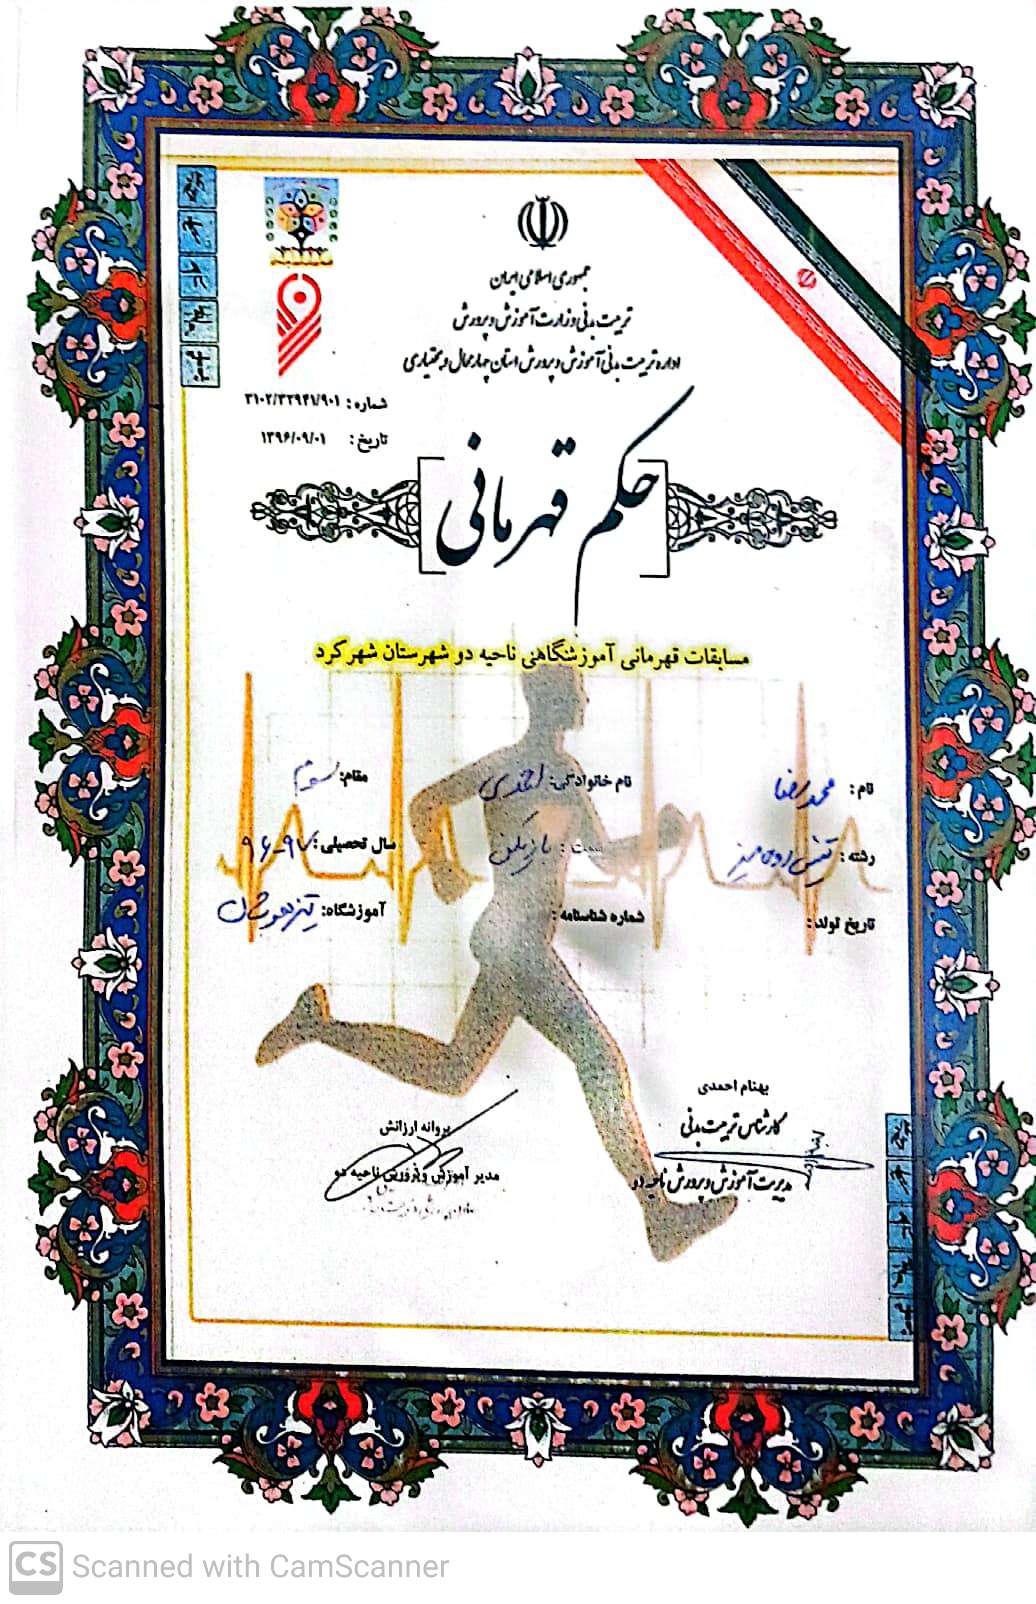 جمهوری اسلامی ایران
تربیت بدنی وزارت آموزش و پرورش
اداره تربیت بدنی آموزش و پرورش استان چهارمحال و بختیاری
شماره : ۳۱۰۲/۳۲۹۴۱/۹۰۱
تاریخ : ۱۳۹۶/۰۹/۰۱
حکم قهرمانی
مسابقات قهرمانی آموزشگاهی ناحیه دو شهرستان شهرکرد
نام : محمدرضا نام خانوادگی: احمدی مقام: سوم
رشته : تنیس روی میز سمت : بازیکن سال تحصیلی: ۹۷-۹۶
تاریخ تولد : شماره شناسنامه : آموزشگاه: تیزهوشان
بهنام احمدی
کارشناس تربیت بدنی
مدیریت آموزش و پرورش ناحیه دو
پروانه ارزانش
مدیر آموزش و پرورش ناحیه دو
CS Scanned with CamScanner